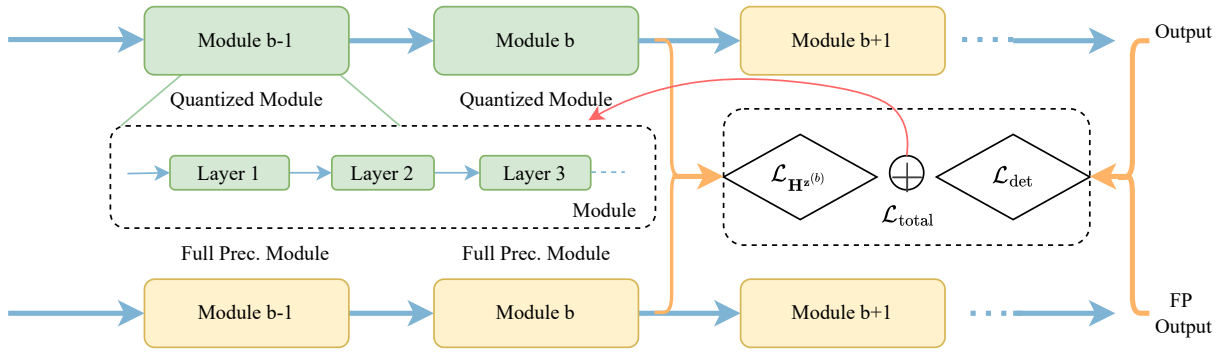 Module b-1
Module b
Module b+1
Output
Quantized Module
Quantized Module
Layer 1
Layer 2
Layer 3
Module
ℒ_{𝐇^{𝐳^{(b)}}}
ℒ_det
ℒ_total
Full Prec. Module
Full Prec. Module
Module b-1
Module b
Module b+1
FP
Output